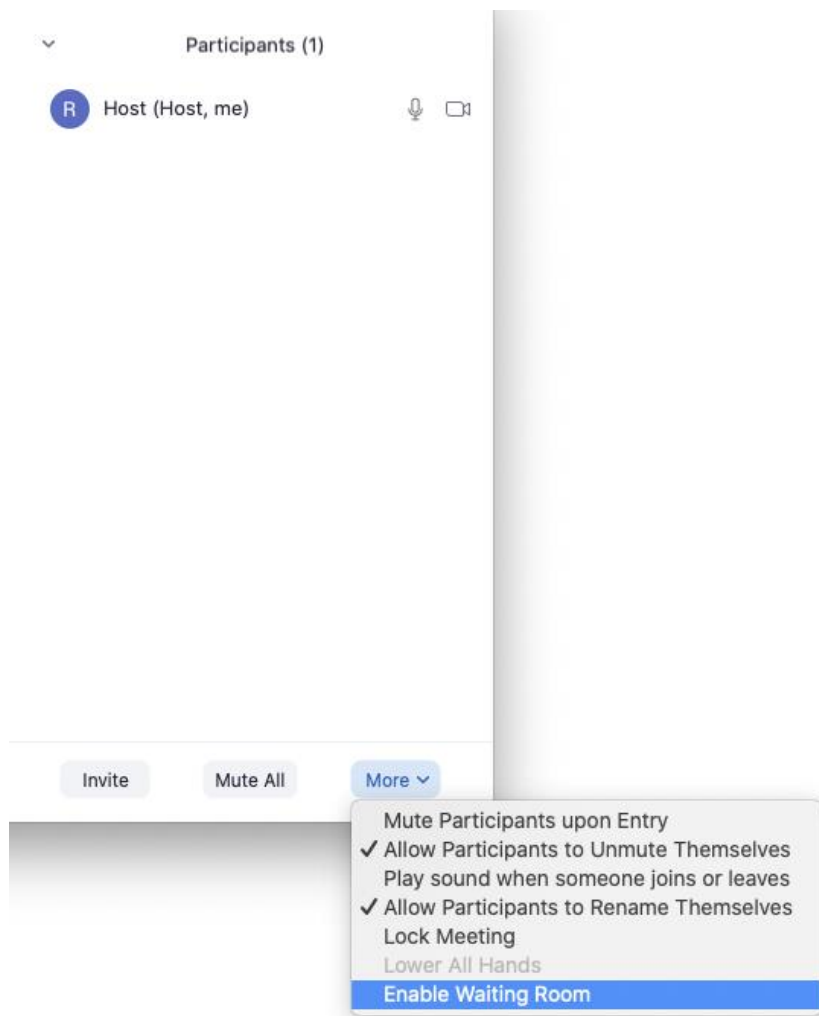 Participants (1)
R Host (Host, me)
Invite Mute All More
Mute Participants upon Entry
✓ Allow Participants to Unmute Themselves
Play sound when someone joins or leaves
✓ Allow Participants to Rename Themselves
Lock Meeting
Lower All Hands
Enable Waiting Room